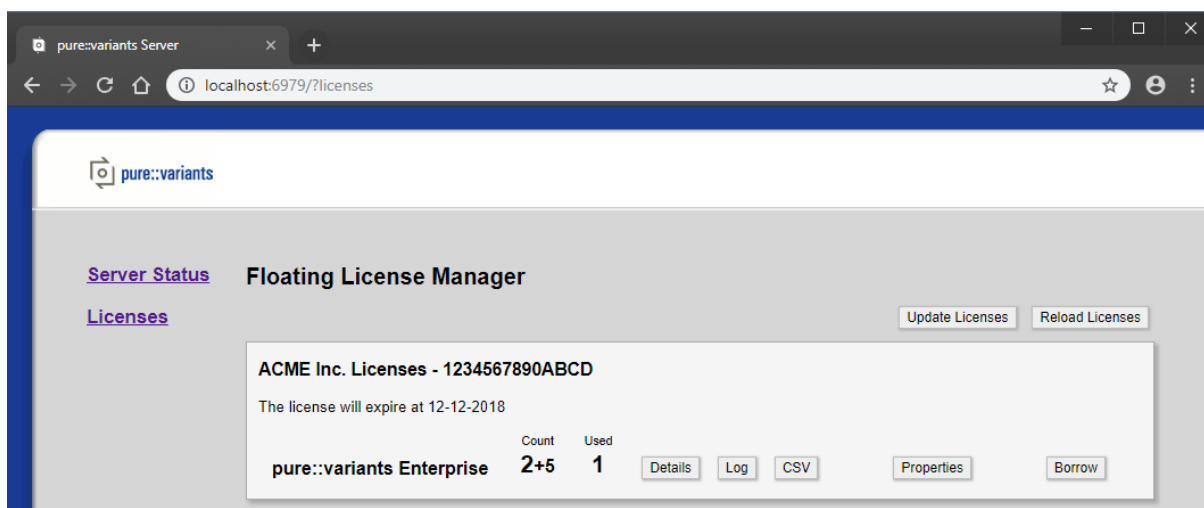 pure::variants Server
localhost:6979/?licenses
pure::variants
Server Status
Licenses
Floating License Manager
Update Licenses Reload Licenses
ACME Inc. Licenses - 1234567890ABCD
The license will expire at 12-12-2018
Count Used
pure::variants Enterprise 2+5 1 Details Log CSV Properties Borrow